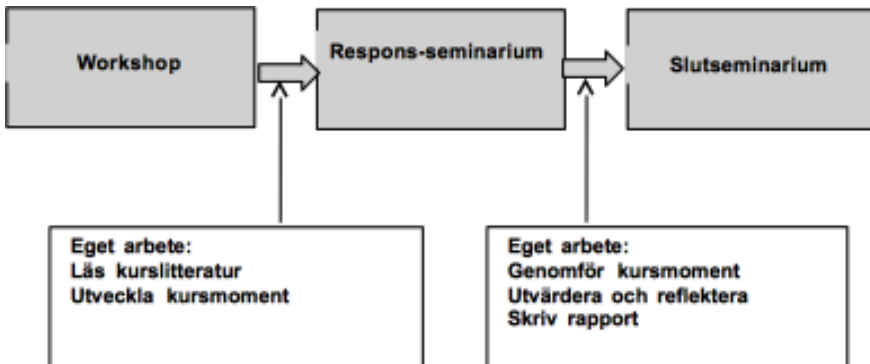 Workshop
Respons-seminarium
Slutseminarium
Eget arbete:
Läs kurslitteratur
Utveckla kursmoment
Eget arbete:
Genomför kursmoment
Utvärdera och reflektera
Skriv rapport